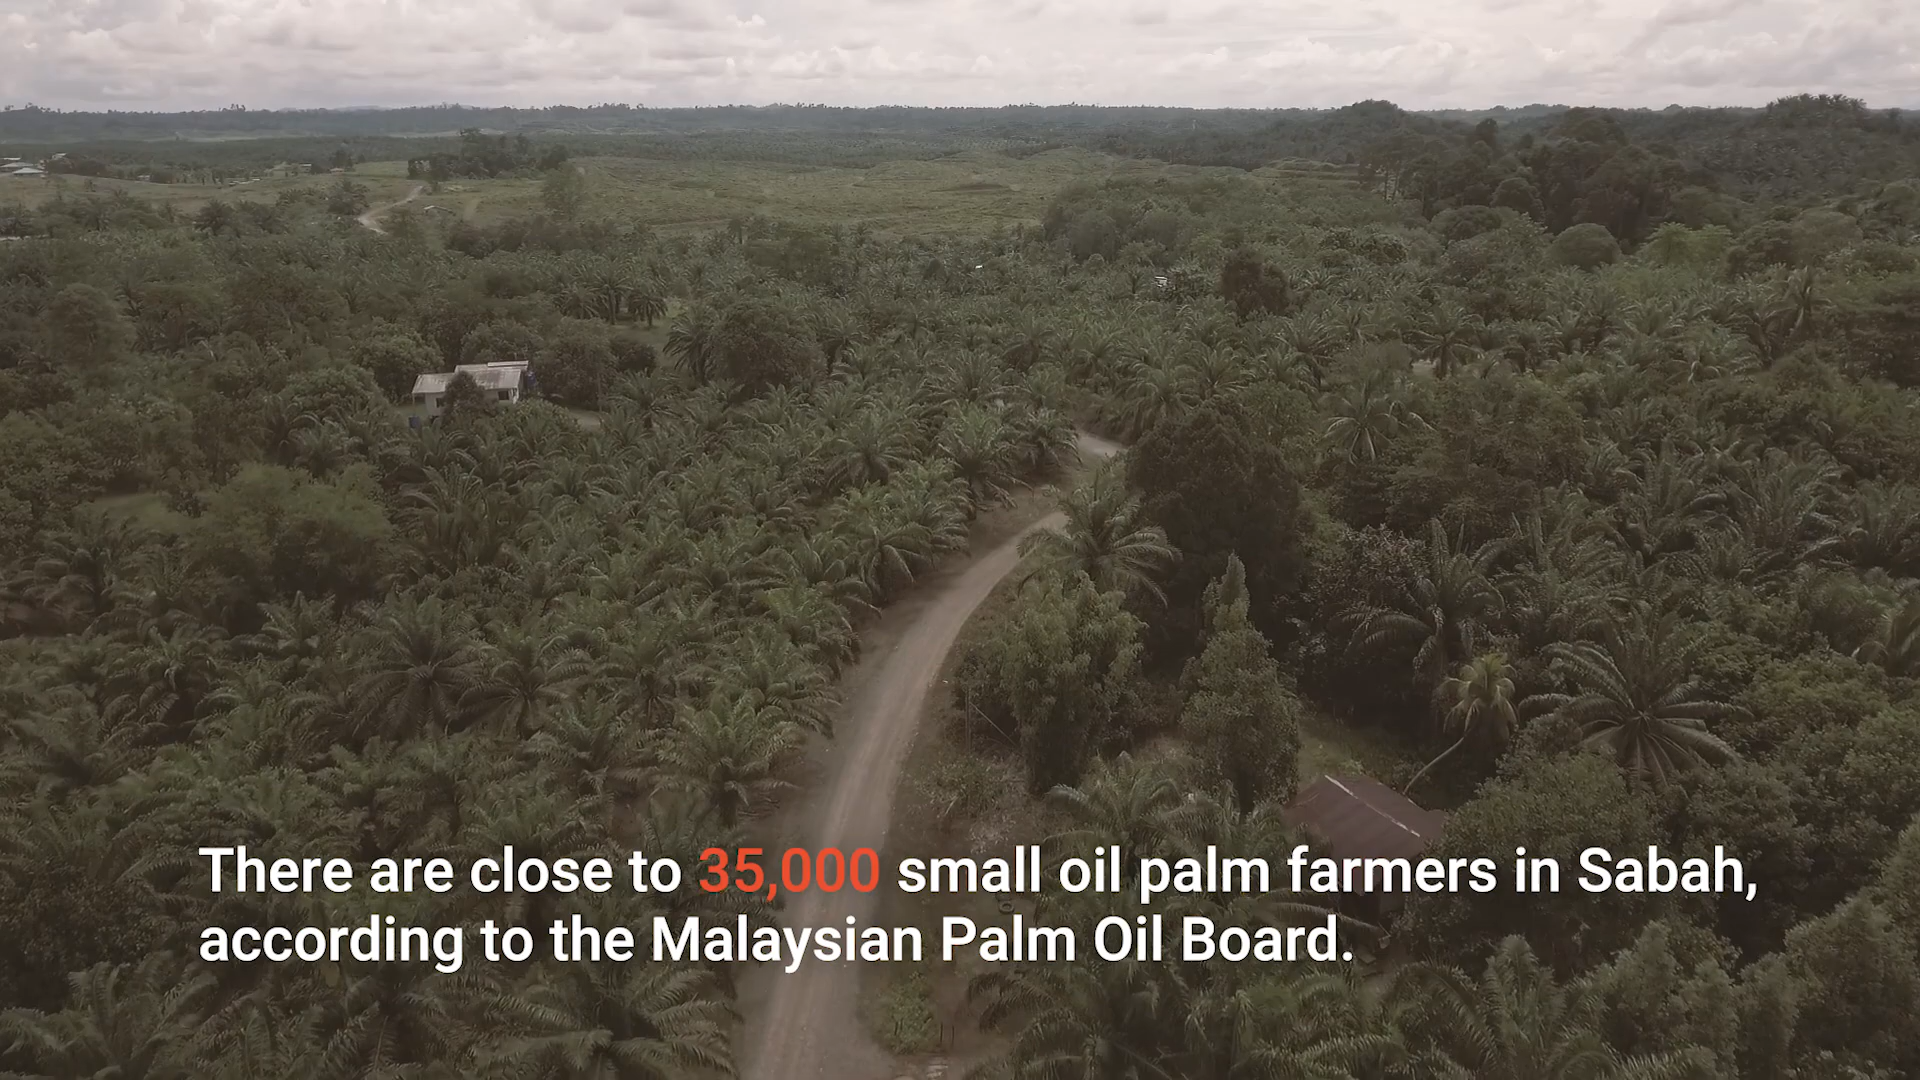 There are close to 35,000 small oil palm farmers in Sabah,
according to the Malaysian Palm Oil Board.